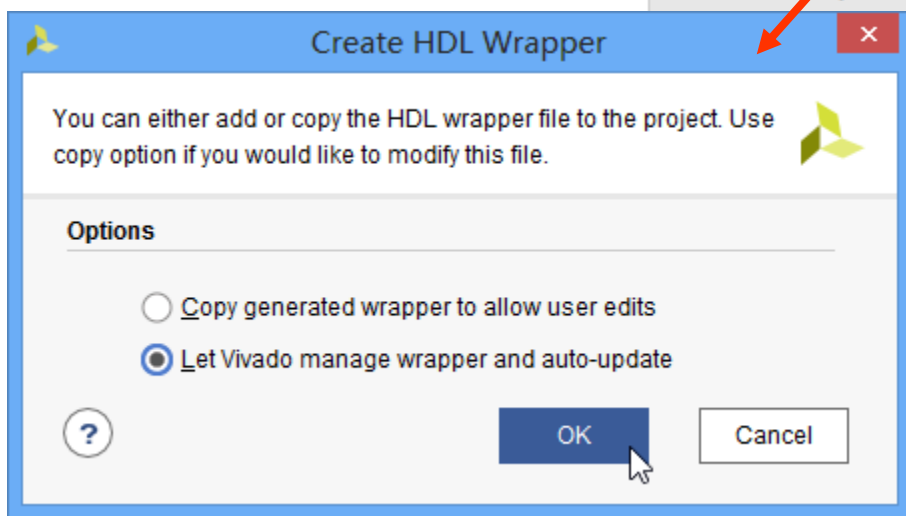 Create HDL Wrapper
You can either add or copy the HDL wrapper file to the project. Use
copy option if you would like to modify this file.
Options
Copy generated wrapper to allow user edits
Let Vivado manage wrapper and auto-update
?
OK
Cancel